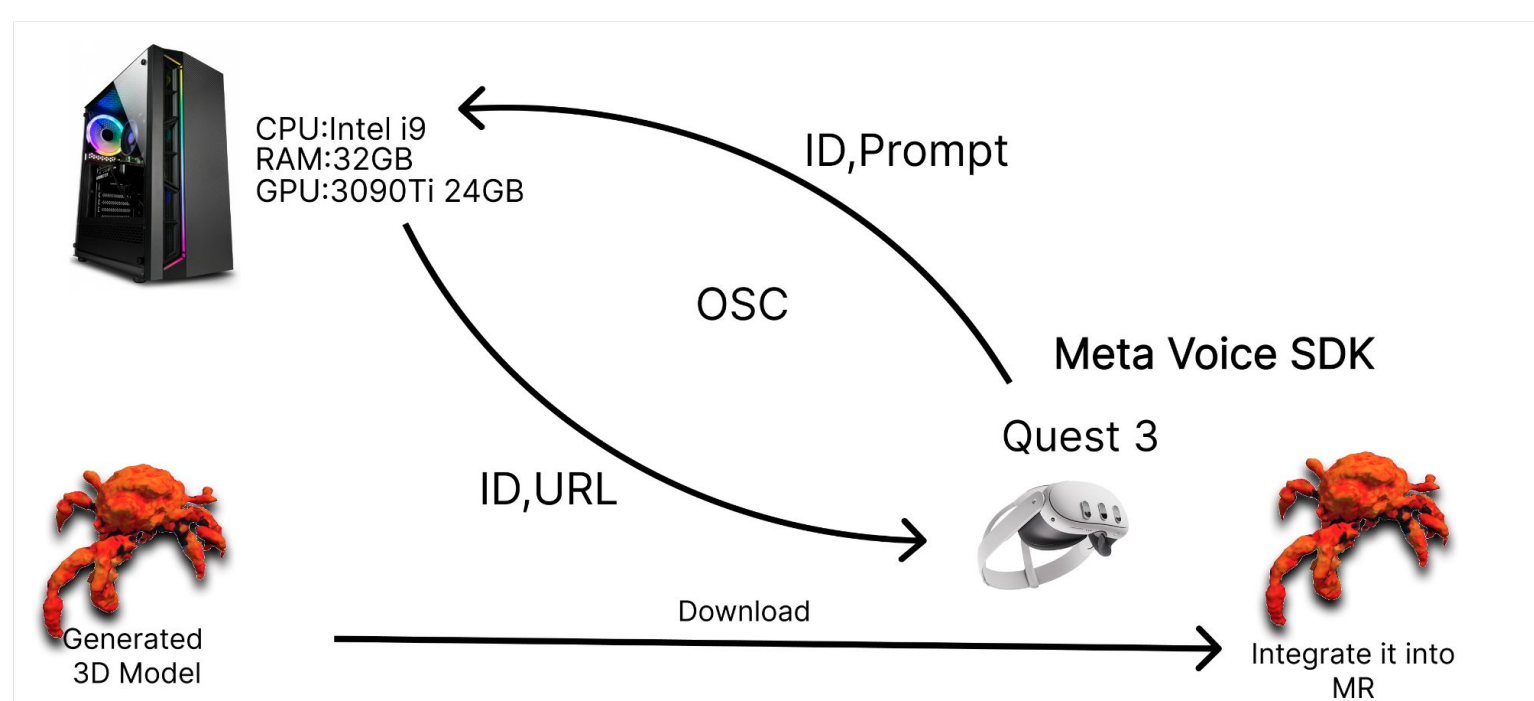 CPU:Intel i9
RAM:32GB
GPU:3090Ti 24GB
ID,Prompt
OSC
Meta Voice SDK
Quest 3
ID,URL
Download
Generated
3D Model
Integrate it into
MR